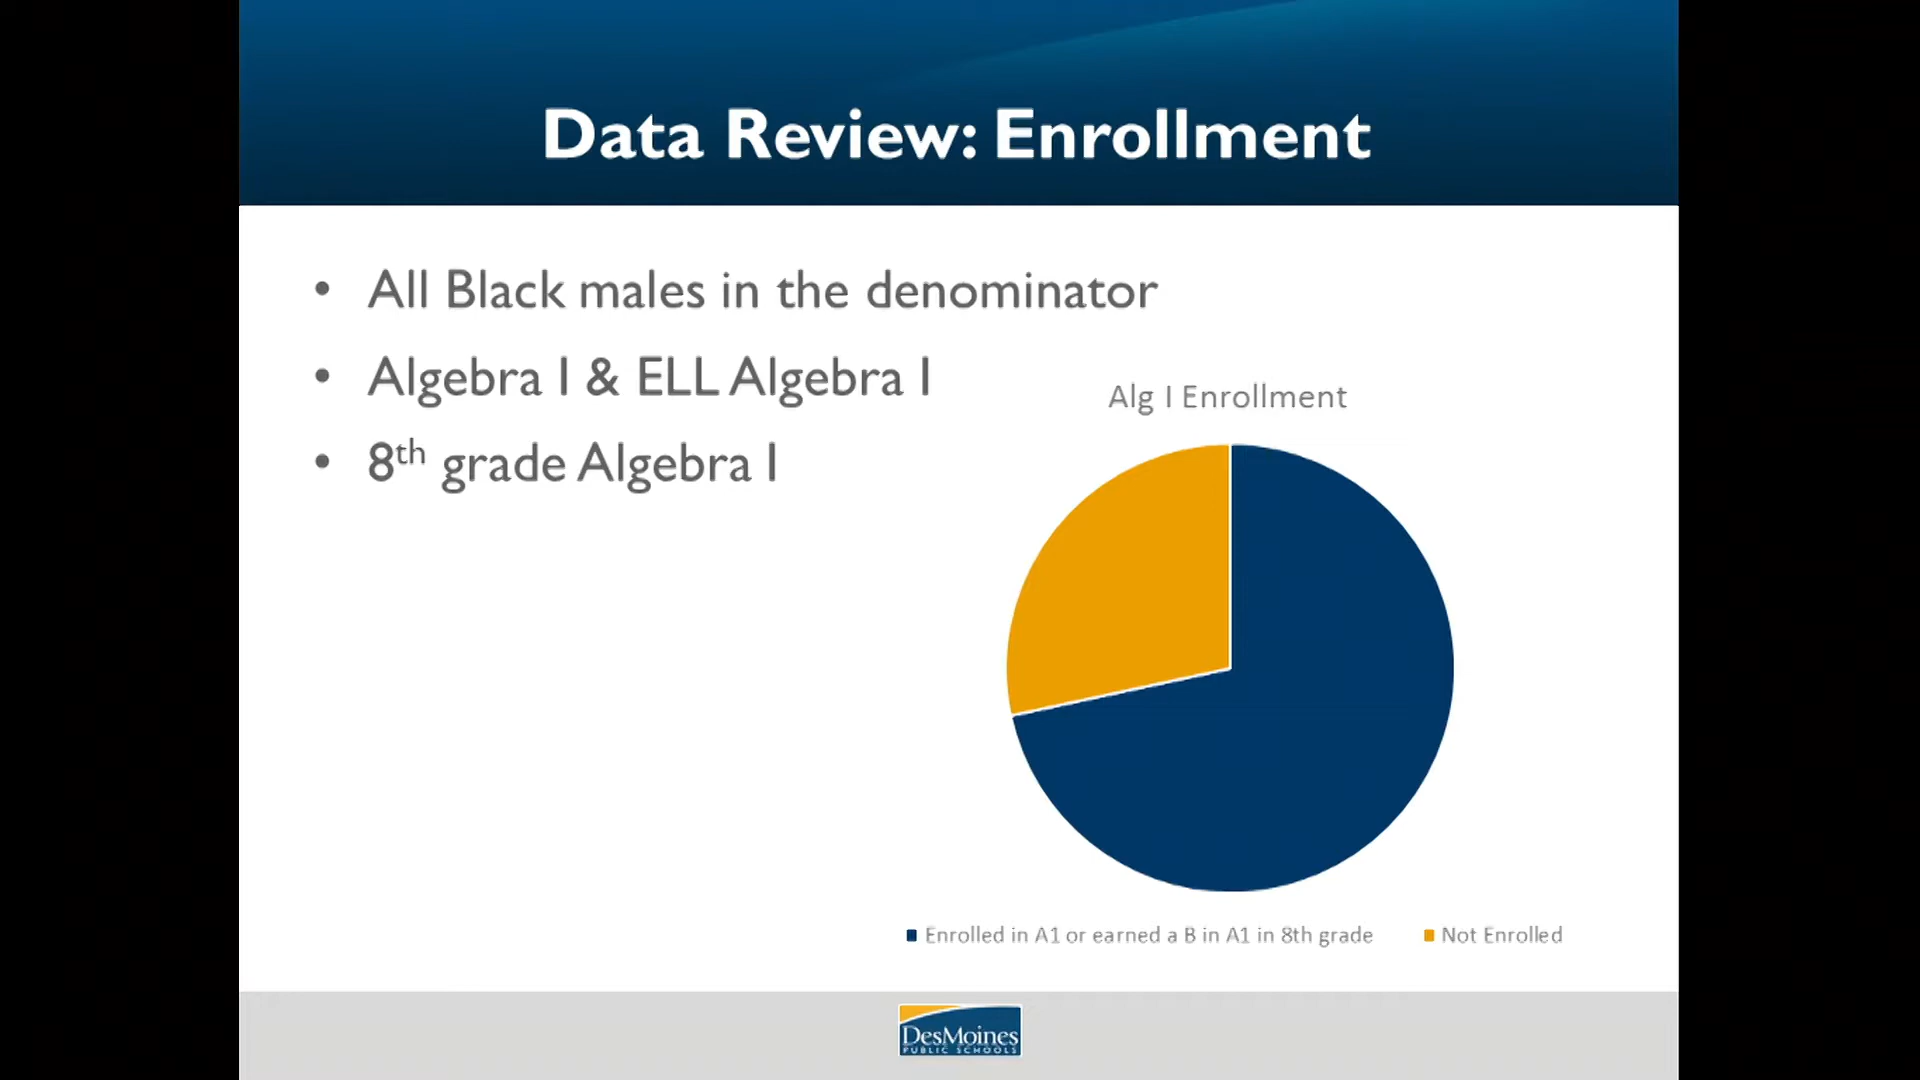 Data Review: Enrollment
• All Black males in the denominator
• Algebra I & ELL Algebra I
• 8th grade Algebra I
Alg I Enrollment
Enrolled in A1 or earned a B in A1 in 8th grade
Not Enrolled
DesMoines
PUBLIC SCHOOLS